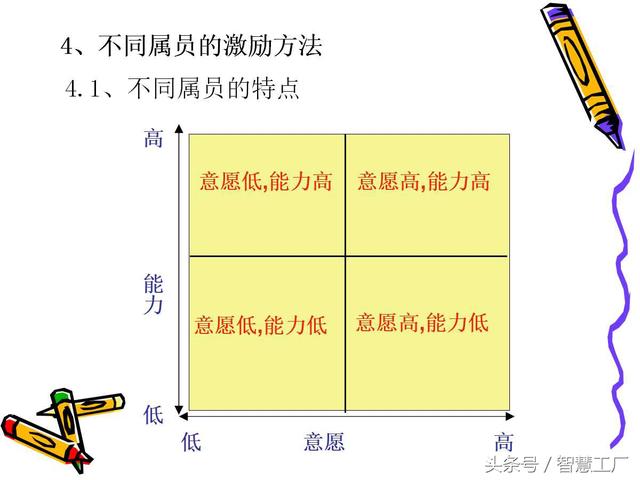 4、不同属员的激励方法
4.1、不同属员的特点
高
意愿低,能力高
意愿高,能力高
能力
意愿低,能力低
意愿高,能力低
低
低
意愿
高
头条号 / 智慧工厂